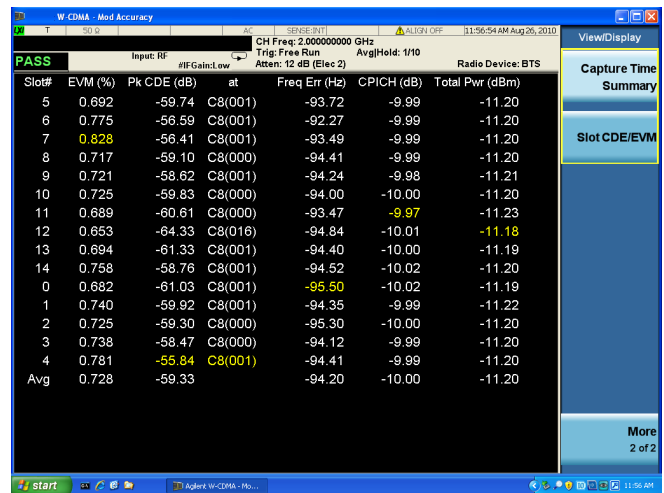 W-CDMA - Mod Accuracy
T 50 Ω AC SENSE:INT ALIGN OFF 11:56:54 AM Aug 26, 2010
CH Freq: 2.000000000 GHz
Input: RF Trig: Free Run Avg|Hold: 1/10
PASS #IFGain:Low Atten: 12 dB (Elec 2) Radio Device: BTS
Slot# EVM (%) Pk CDE (dB) at Freq Err (Hz) CPICH (dB) Total Pwr (dBm)
5 0.692 -59.74 C8(001) -93.72 -9.99 -11.20
6 0.775 -56.59 C8(001) -92.27 -9.99 -11.20
7 0.828 -56.41 C8(001) -93.49 -9.99 -11.20
8 0.717 -59.10 C8(000) -94.41 -9.99 -11.20
9 0.721 -58.62 C8(001) -94.24 -9.98 -11.21
10 0.725 -59.83 C8(000) -94.00 -10.00 -11.20
11 0.689 -60.61 C8(000) -93.47 -9.97 -11.23
12 0.653 -64.33 C8(016) -94.84 -10.01 -11.18
13 0.694 -61.33 C8(001) -94.40 -10.00 -11.19
14 0.758 -58.76 C8(001) -94.52 -10.02 -11.20
0 0.682 -61.03 C8(001) -95.50 -10.02 -11.19
1 0.740 -59.92 C8(001) -94.35 -9.99 -11.22
2 0.725 -59.30 C8(000) -95.30 -10.00 -11.20
3 0.738 -58.47 C8(000) -94.12 -9.99 -11.20
4 0.781 -55.84 C8(001) -94.41 -9.99 -11.20
Avg 0.728 -59.33 -94.20 -10.00 -11.20
View/Display
Capture Time
Summary
Slot CDE/EVM
More
2 of 2
start Agilent W-CDMA - Mo... 11:56 AM